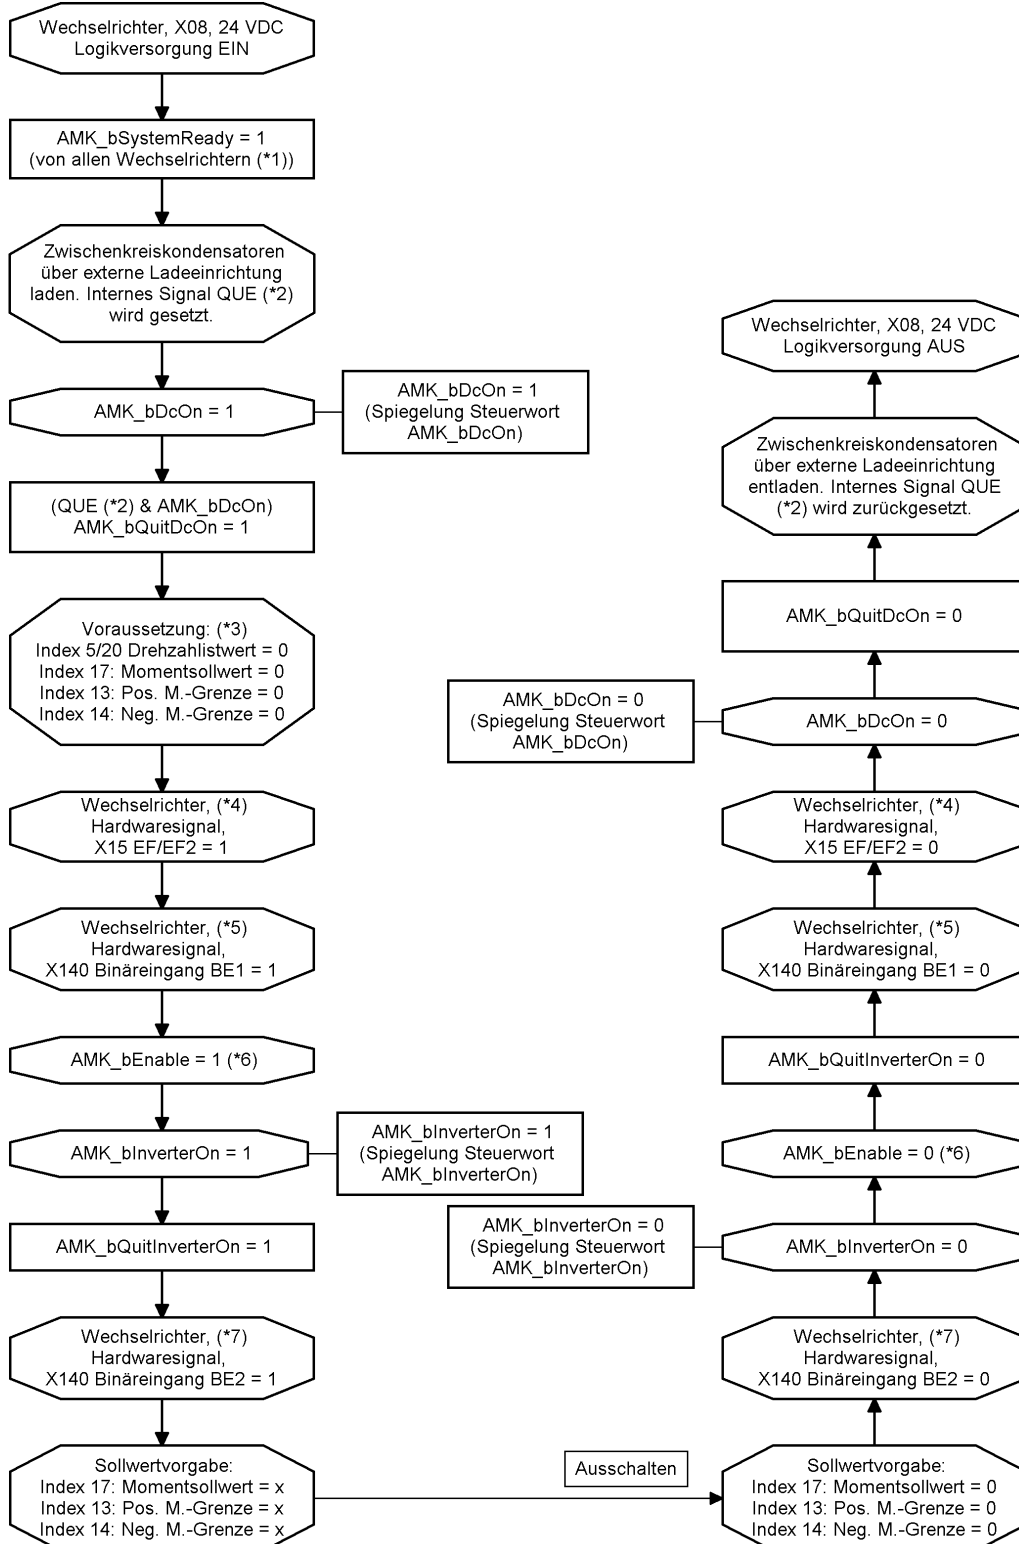 Wechselrichter, X08, 24 VDC
Logikversorgung EIN
AMK_bSystemReady = 1
(von allen Wechselrichtern (*1))
Zwischenkreiskondensatoren
über externe Ladeeinrichtung
laden. Internes Signal QUE (*2)
wird gesetzt.
AMK_bDcOn = 1
AMK_bDcOn = 1
(Spiegelung Steuerwort
AMK_bDcOn)
(QUE (*2) & AMK_bDcOn)
AMK_bQuitDcOn = 1
Voraussetzung: (*3)
Index 5/20 Drehzahlistwert = 0
Index 17: Momentsollwert = 0
Index 13: Pos. M.-Grenze = 0
Index 14: Neg. M.-Grenze = 0
Wechselrichter, (*4)
Hardwaresignal,
X15 EF/EF2 = 1
Wechselrichter, (*5)
Hardwaresignal,
X140 Binäreingang BE1 = 1
AMK_bEnable = 1 (*6)
AMK_bInverterOn = 1
AMK_bInverterOn = 1
(Spiegelung Steuerwort
AMK_bInverterOn)
AMK_bQuitInverterOn = 1
Wechselrichter, (*7)
Hardwaresignal,
X140 Binäreingang BE2 = 1
Sollwertvorgabe:
Index 17: Momentsollwert = x
Index 13: Pos. M.-Grenze = x
Index 14: Neg. M.-Grenze = x
Ausschalten
Sollwertvorgabe:
Index 17: Momentsollwert = 0
Index 13: Pos. M.-Grenze = 0
Index 14: Neg. M.-Grenze = 0
Wechselrichter, (*7)
Hardwaresignal,
X140 Binäreingang BE2 = 0
AMK_bInverterOn = 0
AMK_bInverterOn = 0
(Spiegelung Steuerwort
AMK_bInverterOn)
AMK_bEnable = 0 (*6)
AMK_bQuitInverterOn = 0
Wechselrichter, (*5)
Hardwaresignal,
X140 Binäreingang BE1 = 0
Wechselrichter, (*4)
Hardwaresignal,
X15 EF/EF2 = 0
AMK_bDcOn = 0
AMK_bDcOn = 0
(Spiegelung Steuerwort
AMK_bDcOn)
AMK_bQuitDcOn = 0
Zwischenkreiskondensatoren
über externe Ladeeinrichtung
entladen. Internes Signal QUE
(*2) wird zurückgesetzt.
Wechselrichter, X08, 24 VDC
Logikversorgung AUS